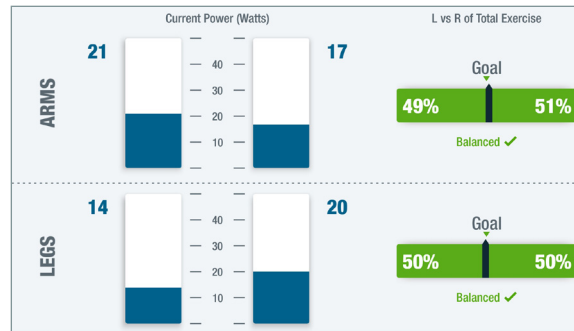 Current Power (Watts)
L vs R of Total Exercise
ARMS
21
17
40
30
20
10
Goal
49%
51%
Balanced ✓
LEGS
14
20
40
30
20
10
Goal
50%
50%
Balanced ✓